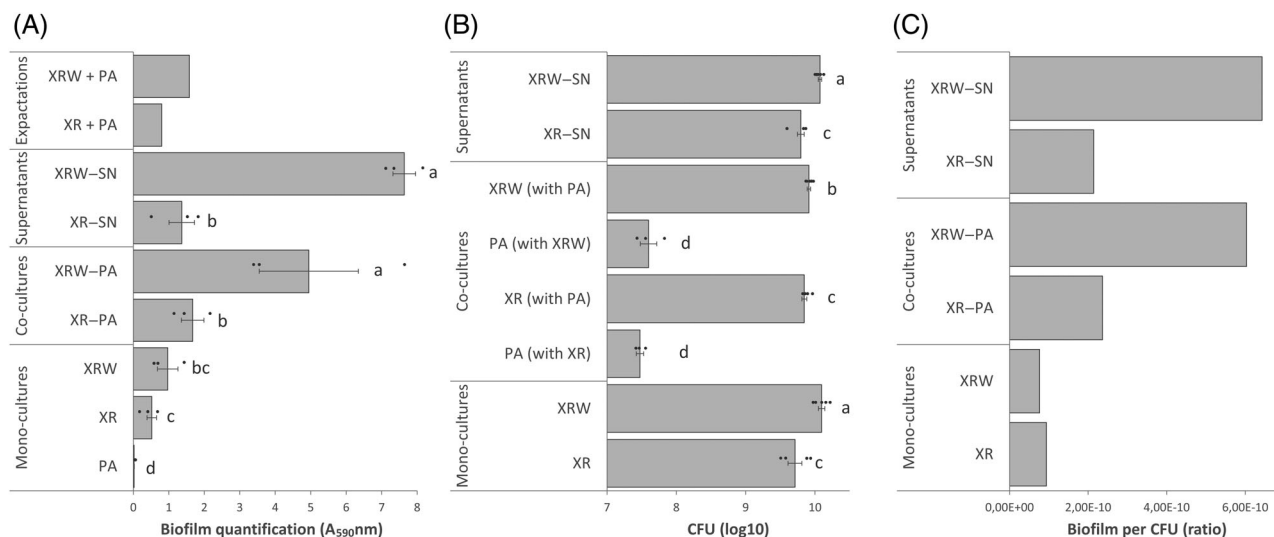 (A)
Expactations
XRW + PA
XR + PA
Supernatants
XRW–SN
a
XR–SN
b
Co-cultures
XRW–PA
a
XR–PA
b
Mono-cultures
XRW
bc
XR
c
PA
d
0 1 2 3 4 5 6 7 8
Biofilm quantification (A590nm)
(B)
Supernatants
XRW–SN
a
XR–SN
c
Co-cultures
XRW (with PA)
b
PA (with XRW)
d
XR (with PA)
c
PA (with XR)
d
Mono-cultures
XRW
a
XR
c
7 8 9 10
CFU (log10)
(C)
Supernatants
XRW–SN
XR–SN
Co-cultures
XRW–PA
XR–PA
Mono-cultures
XRW
XR
0,00E+00 2,00E-10 4,00E-10 6,00E-10
Biofilm per CFU (ratio)